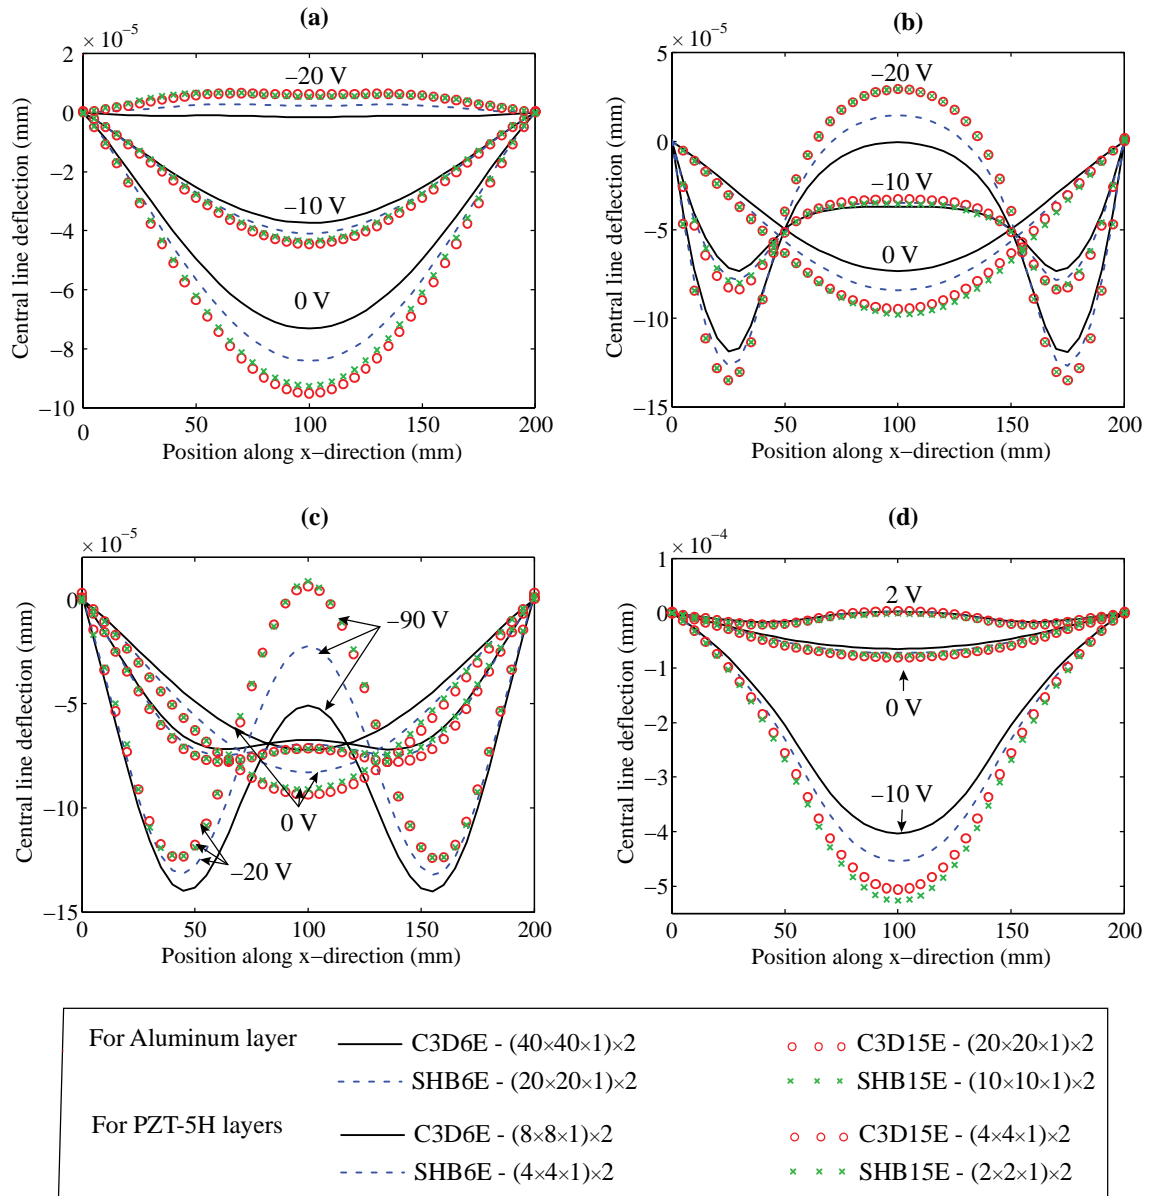 (a)
× 10⁻⁵
2
0
−2
−4
−6
−8
−10
−20 V
−10 V
0 V
0
50
100
150
200
Central line deflection (mm)
Position along x−direction (mm)
(b)
× 10⁻⁵
5
0
−5
−10
−15
−20 V
−10 V
0 V
0
50
100
150
200
Central line deflection (mm)
Position along x−direction (mm)
(c)
× 10⁻⁵
0
−5
−10
−15
−90 V
0 V
−20 V
0
50
100
150
200
Central line deflection (mm)
Position along x−direction (mm)
(d)
× 10⁻⁴
1
0
−1
−2
−3
−4
−5
2 V
0 V
−10 V
0
50
100
150
200
Central line deflection (mm)
Position along x−direction (mm)
For Aluminum layer
C3D6E - (40×40×1)×2
C3D15E - (20×20×1)×2
SHB6E - (20×20×1)×2
SHB15E - (10×10×1)×2
For PZT-5H layers
C3D6E - (8×8×1)×2
C3D15E - (4×4×1)×2
SHB6E - (4×4×1)×2
SHB15E - (2×2×1)×2